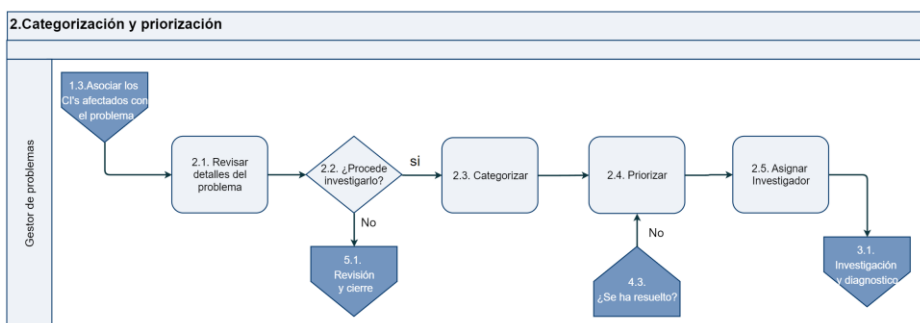 2.Categorización y priorización
Gestor de problemas
1.3.Asociar los
CI's afectados con
el problema
2.1. Revisar
detalles del
problema
2.2. ¿Procede
investigarlo?
si
No
5.1.
Revisión
y cierre
2.3. Categorizar
2.4. Priorizar
No
4.3.
¿Se ha resuelto?
2.5. Asignar
Investigador
3.1.
Investigación
y diagnostico